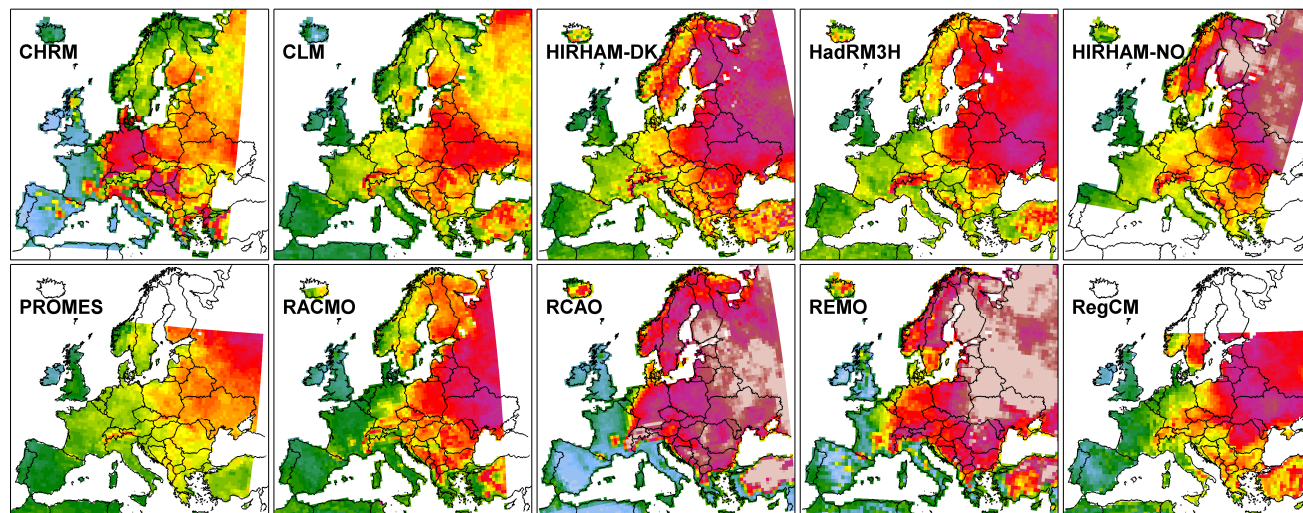 CHRM
CLM
HIRHAM-DK
HadRM3H
HIRHAM-NO
PROMES
RACMO
RCAO
REMO
RegCM